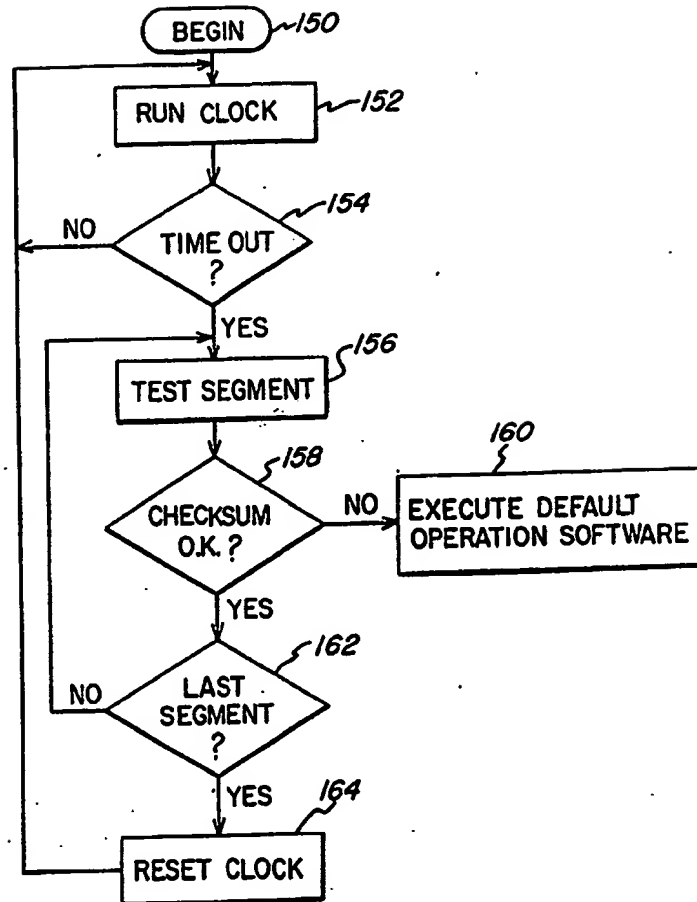 BEGIN
150
RUN CLOCK
152
154
NO
TIME OUT
?
YES
156
TEST SEGMENT
158
160
CHECKSUM
O.K. ?
NO
EXECUTE DEFAULT
OPERATION SOFTWARE
YES
162
NO
LAST
SEGMENT
?
YES
164
RESET CLOCK